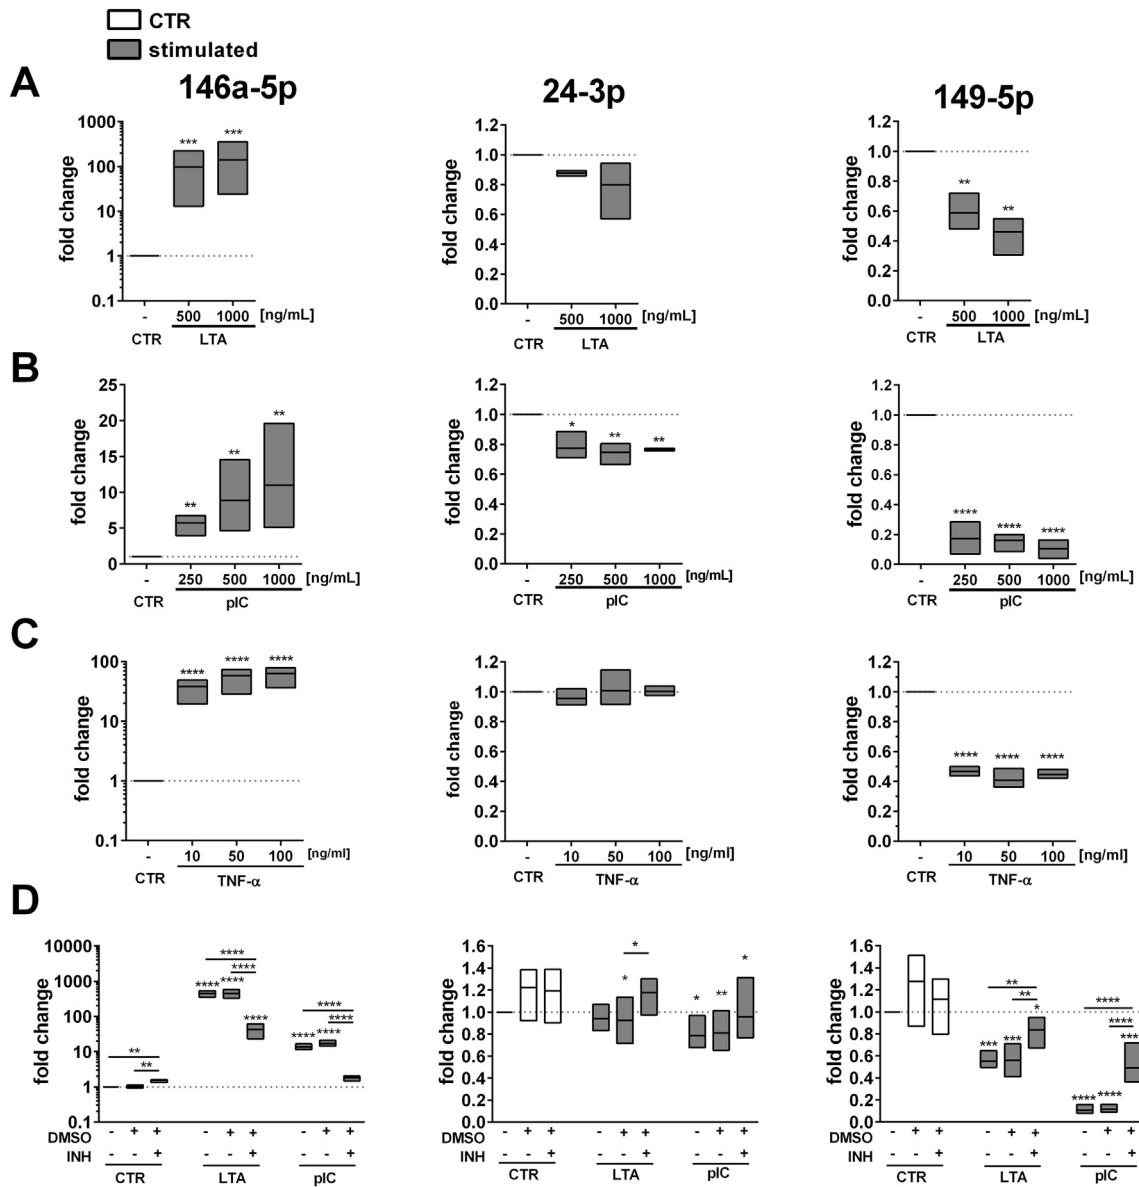 CTR
stimulated
A
146a-5p
24-3p
149-5p
fold change
1000
100
10
1
0.1
***
***
-
500
1000
[ng/mL]
CTR
LTA
fold change
1.2
1.0
0.8
0.6
0.4
0.2
0.0
-
500
1000
[ng/mL]
CTR
LTA
fold change
1.2
1.0
0.8
0.6
0.4
0.2
0.0
**
**
-
500
1000
[ng/mL]
CTR
LTA
B
fold change
25
20
15
10
5
0
**
**
**
-
250
500
1000
[ng/mL]
CTR
pIC
fold change
1.2
1.0
0.8
0.6
0.4
0.2
0.0
*
**
**
-
250
500
1000
[ng/mL]
CTR
pIC
fold change
1.2
1.0
0.8
0.6
0.4
0.2
0.0
****
****
****
-
250
500
1000
[ng/mL]
CTR
pIC
C
fold change
100
10
1
0.1
****
****
****
-
10
50
100
[ng/ml]
CTR
TNF-α
fold change
1.2
1.0
0.8
0.6
0.4
0.2
0.0
-
10
50
100
[ng/ml]
CTR
TNF-α
fold change
1.2
1.0
0.8
0.6
0.4
0.2
0.0
****
****
****
-
10
50
100
[ng/ml]
CTR
TNF-α
D
fold change
10000
1000
100
10
1
0.1
**
**
****
****
****
****
****
****
****
****
****
DMSO - + + - + + - + +
INH + + +
CTR
LTA
pIC
fold change
1.6
1.4
1.2
1.0
0.8
0.6
0.4
0.2
0.0
*
*
*
**
*
- + + - + + - + +
+ + +
CTR
LTA
pIC
fold change
1.6
1.4
1.2
1.0
0.8
0.6
0.4
0.2
0.0
**
**
*
***
***
****
****
****
****
DMSO - + + - + + - + +
INH + + +
CTR
LTA
pIC